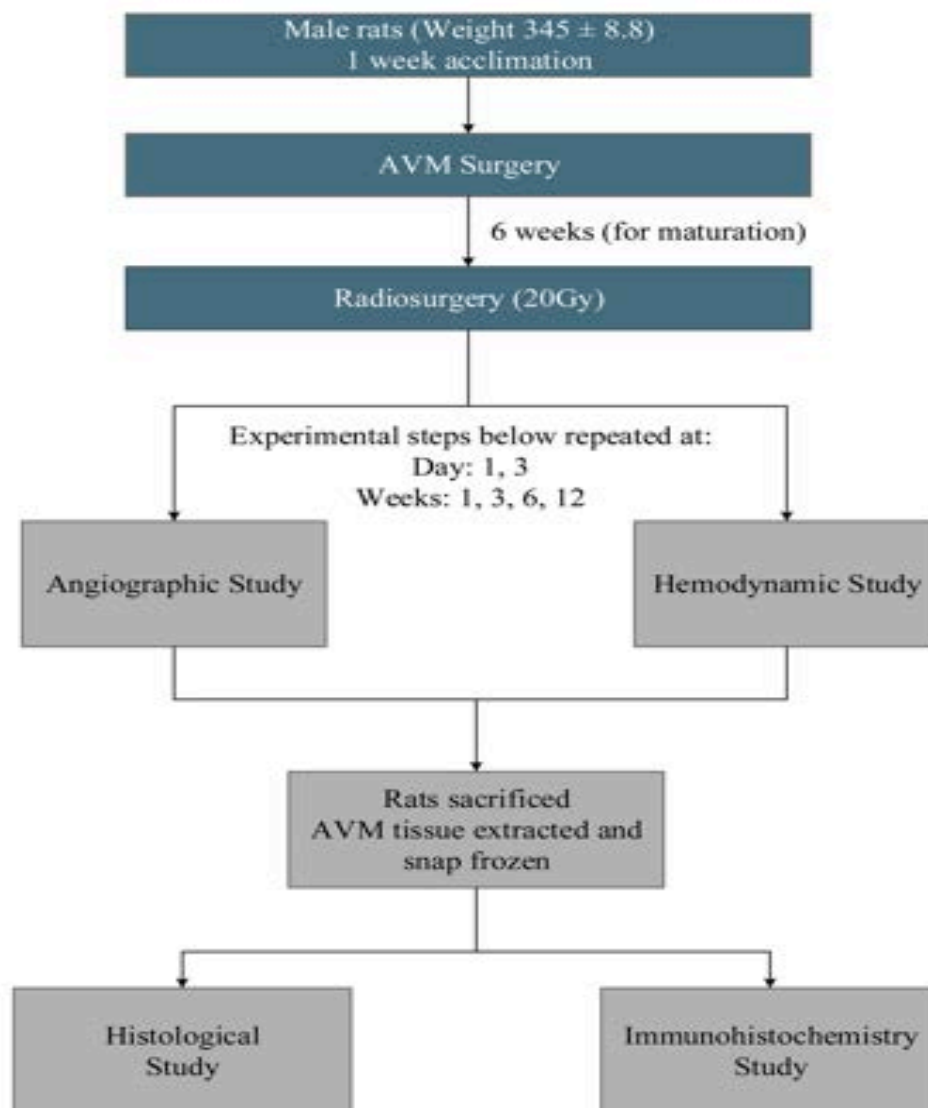 Male rats (Weight 345 ± 8.8)
1 week acclimation
AVM Surgery
6 weeks (for maturation)
Radiosurgery (20Gy)
Experimental steps below repeated at:
Day: 1, 3
Weeks: 1, 3, 6, 12
Angiographic Study
Hemodynamic Study
Rats sacrificed
AVM tissue extracted and
snap frozen
Histological
Study
Immunohistochemistry
Study